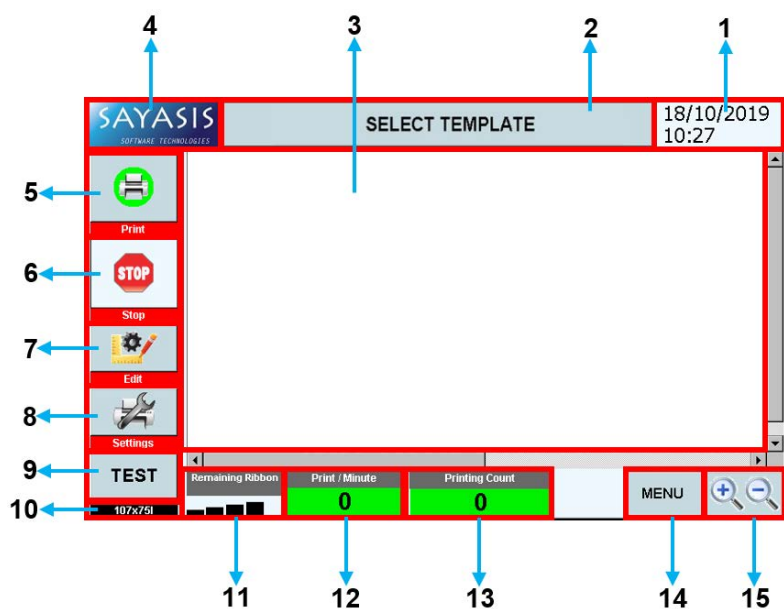 4 3 2 1
SAYASIS
SOFTWARE TECHNOLOGIES
SELECT TEMPLATE
18/10/2019
10:27
5
Print
6
STOP
Stop
7
Edit
8
Settings
9
TEST
10
107x75I
Remaining Ribbon
Print / Minute
0
Printing Count
0
MENU
11 12 13 14 15